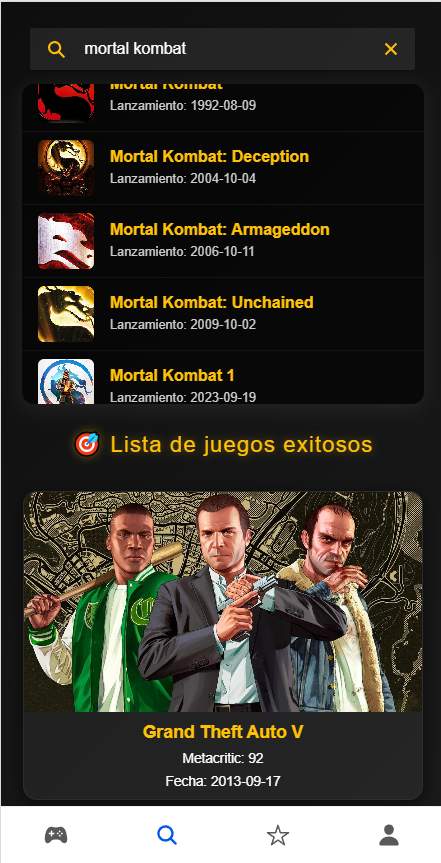 mortal kombat
Mortal Kombat
Lanzamiento: 1992-08-09
Mortal Kombat: Deception
Lanzamiento: 2004-10-04
Mortal Kombat: Armageddon
Lanzamiento: 2006-10-11
Mortal Kombat: Unchained
Lanzamiento: 2009-10-02
Mortal Kombat 1
Lanzamiento: 2023-09-19
🎯 Lista de juegos exitosos
Grand Theft Auto V
Metacritic: 92
Fecha: 2013-09-17